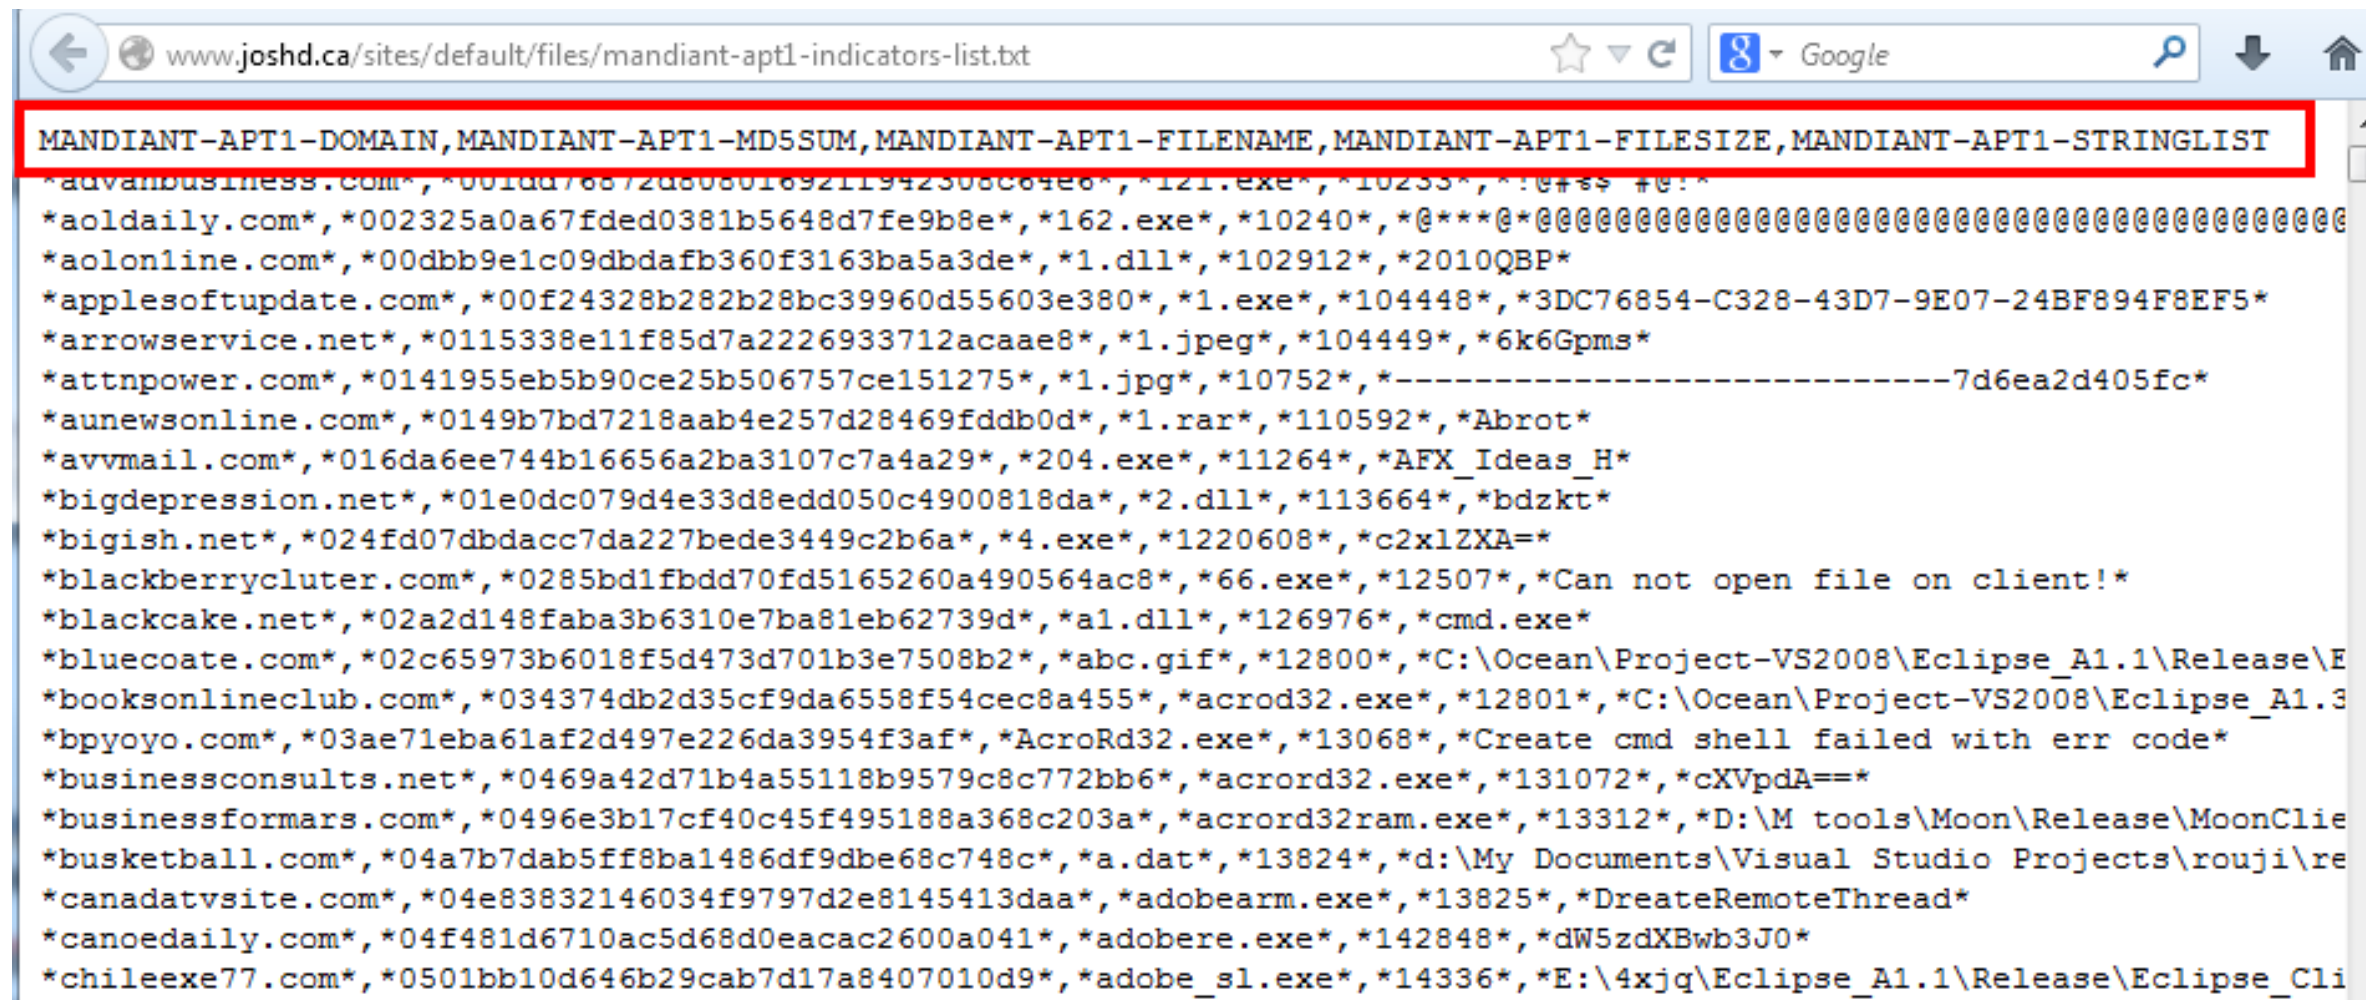 www.joshd.ca/sites/default/files/mandiant-apt1-indicators-list.txt
8 Google
MANDIANT-APT1-DOMAIN,MANDIANT-APT1-MD5SUM,MANDIANT-APT1-FILENAME,MANDIANT-APT1-FILESIZE,MANDIANT-APT1-STRINGLIST
*advanbusiness.com*,*001dd76872d80801692ff942308c64e6*,*121.exe*,*10233*,
*aoldaily.com*,*002325a0a67fded0381b5648d7fe9b8e*,*162.exe*,*10240*,*@***@*@@@@@@@@@@@@@@@@@@@@@@@@@@@@@@@@@@@@@@@@@
*aolon1ine.com*,*00dbb9e1c09dbdafb360f3163ba5a3de*,*1.dll*,*102912*,*2010QBP*
*applesoftupdate.com*,*00f24328b282b28bc39960d55603e380*,*1.exe*,*104448*,*3DC76854-C328-43D7-9E07-24BF894F8EF5*
*arrowservice.net*,*0115338e11f85d7a2226933712acaae8*,*1.jpeg*,*104449*,*6k6Gpms*
*attnpower.com*,*0141955eb5b90ce25b506757ce151275*,*1.jpg*,*10752*,*----------------------------7d6ea2d405fc*
*aunewsonline.com*,*0149b7bd7218aab4e257d28469fddb0d*,*1.rar*,*110592*,*Abrot*
*avvmail.com*,*016da6ee744b16656a2ba3107c7a4a29*,*204.exe*,*11264*,*AFX_Ideas_H*
*bigdepression.net*,*01e0dc079d4e33d8edd050c4900818da*,*2.dll*,*113664*,*bdzkt*
*bigish.net*,*024fd07dbdacc7da227bede3449c2b6a*,*4.exe*,*1220608*,*c2xlZXA=*
*blackberrycluter.com*,*0285bd1fbdd70fd5165260a490564ac8*,*66.exe*,*12507*,*Can not open file on client!*
*blackcake.net*,*02a2d148faba3b6310e7ba81eb62739d*,*a1.dll*,*126976*,*cmd.exe*
*bluecoate.com*,*02c65973b6018f5d473d701b3e7508b2*,*abc.gif*,*12800*,*C:\Ocean\Project-VS2008\Eclipse_A1.1\Release\E
*booksonlineclub.com*,*034374db2d35cf9da6558f54cec8a455*,*acrod32.exe*,*12801*,*C:\Ocean\Project-VS2008\Eclipse_A1.3
*bpyoyo.com*,*03ae71eba61af2d497e226da3954f3af*,*AcroRd32.exe*,*13068*,*Create cmd shell failed with err code*
*businessconsults.net*,*0469a42d71b4a55118b9579c8c772bb6*,*acrord32.exe*,*131072*,*cXVpdA==*
*businessformars.com*,*0496e3b17cf40c45f495188a368c203a*,*acrord32ram.exe*,*13312*,*D:\M tools\Moon\Release\MoonClie
*busketball.com*,*04a7b7dab5ff8ba1486df9dbe68c748c*,*a.dat*,*13824*,*d:\My Documents\Visual Studio Projects\rouji\re
*canadatvsite.com*,*04e83832146034f9797d2e8145413daa*,*adobearm.exe*,*13825*,*DreateRemoteThread*
*canoedaily.com*,*04f481d6710ac5d68d0eacac2600a041*,*adobere.exe*,*142848*,*dW5zdXBwb3J0*
*chileexe77.com*,*0501bb10d646b29cab7d17a8407010d9*,*adobe_sl.exe*,*14336*,*E:\4xjq\Eclipse_A1.1\Release\Eclipse_Cli